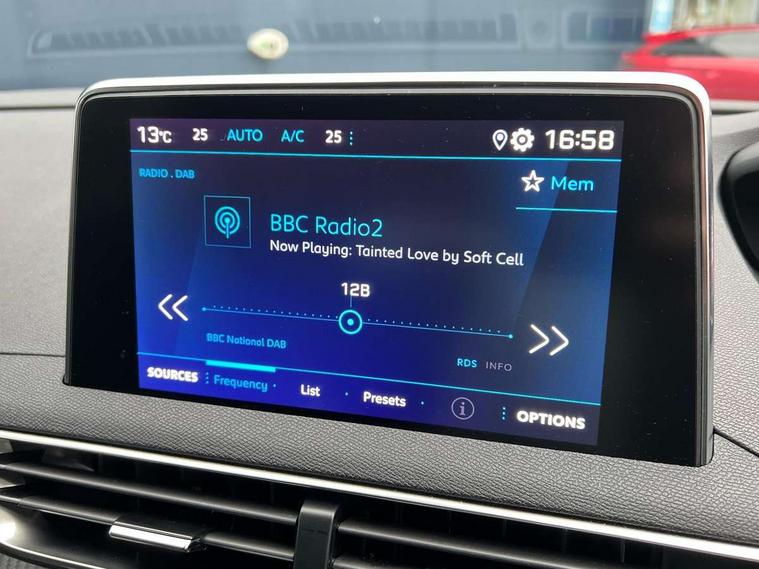 13°C 25 AUTO A/C 25 16:58
RADIO . DAB
Mem
BBC Radio2
Now Playing: Tainted Love by Soft Cell
12B
BBC National DAB
RDS INFO
SOURCES Frequency List Presets i OPTIONS